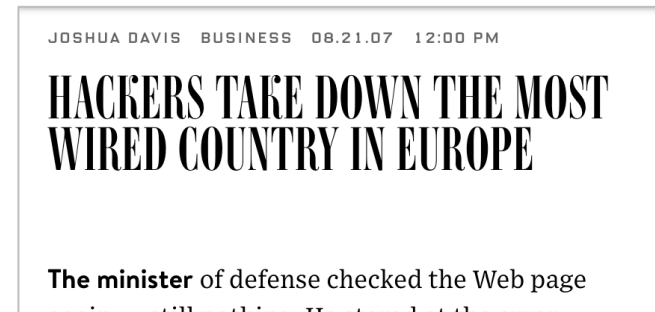 JOSHUA DAVIS BUSINESS 08.21.07 12:00 PM
HACKERS TAKE DOWN THE MOST
WIRED COUNTRY IN EUROPE
The minister of defense checked the Web page